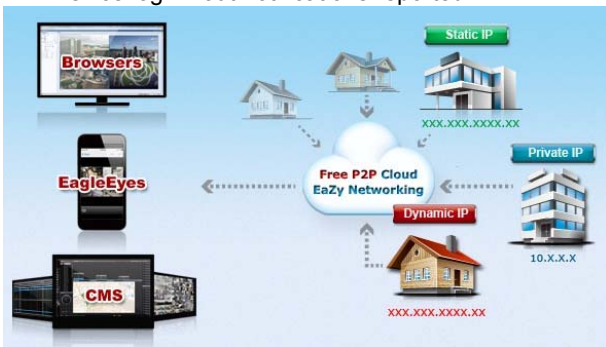 Browsers
EagleEyes
CMS
Free P2P Cloud
EaZy Networking
Static IP
xxx.xxx.xxxx.xx
Private IP
10.x.x.x
Dynamic IP
xxx.xxx.xxxx.xx